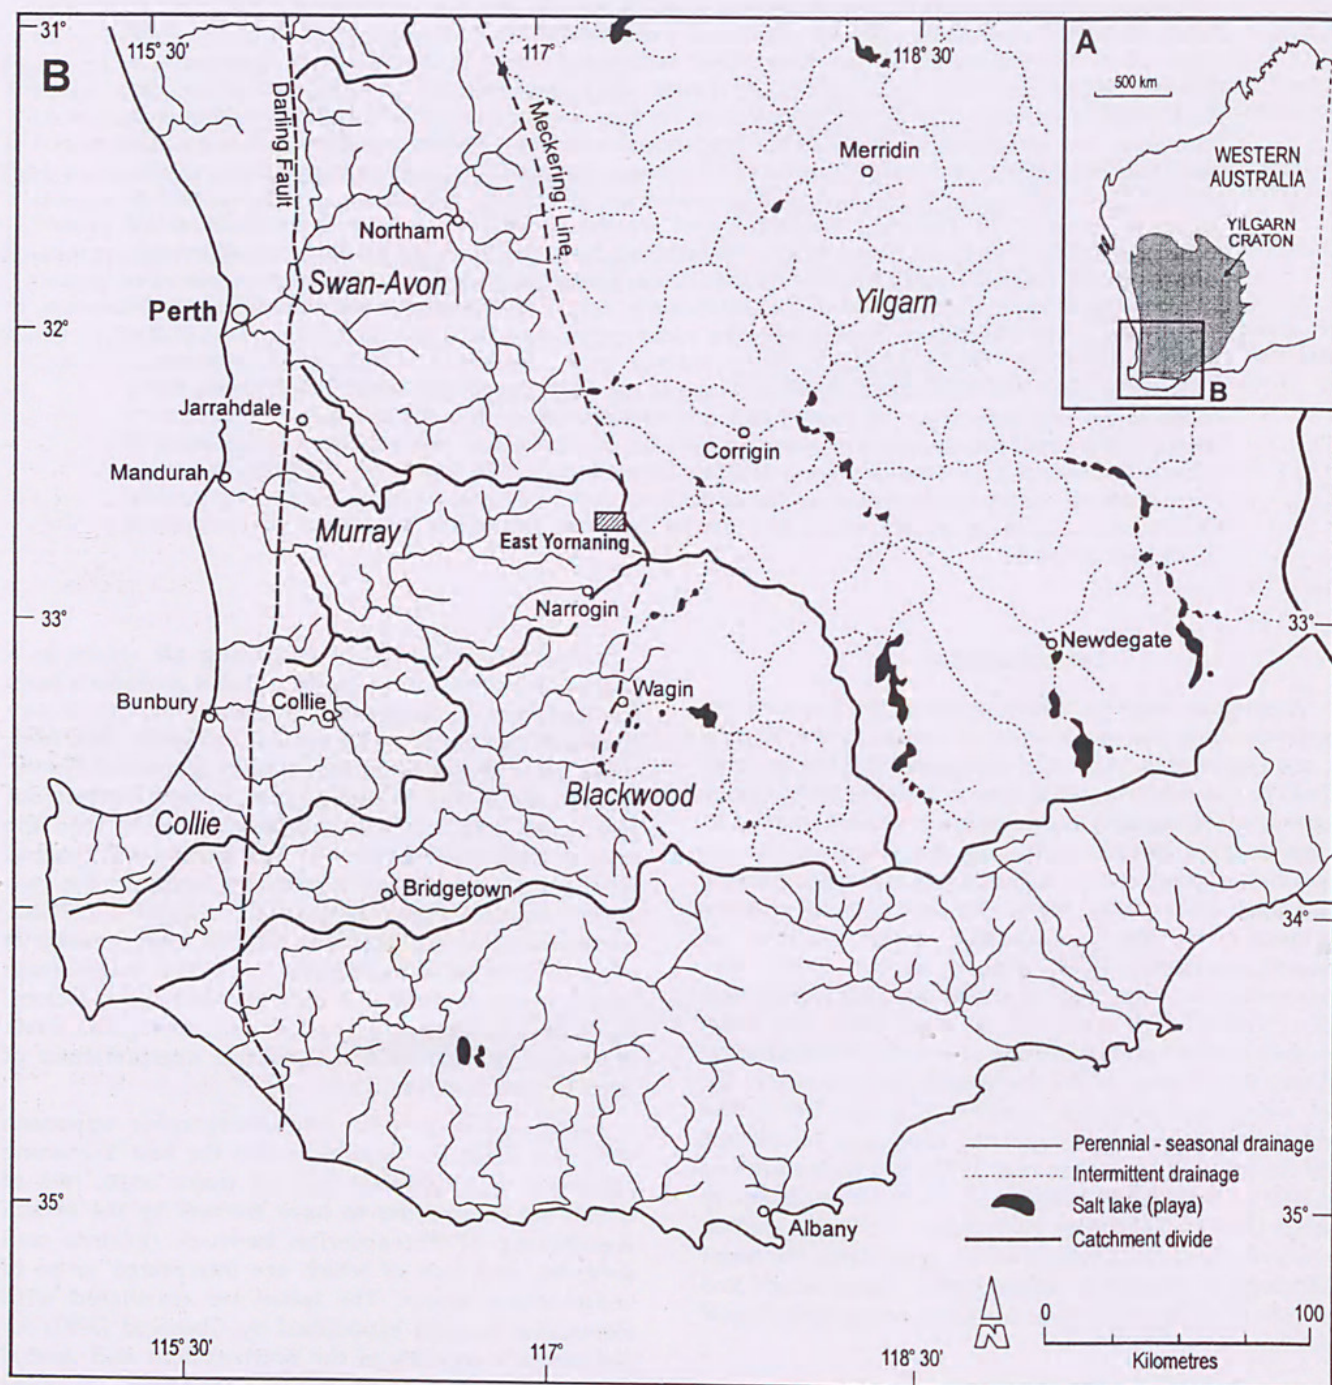 31°
115° 30'
117°
118° 30'
B
A
500 km
WESTERN
AUSTRALIA
YILGARN
CRATON
B
Darling Fault
Meckering Line
Merridin
Northam
Swan-Avon
Yilgarn
Perth
32°
Jarrahdale
Corrigin
Mandurah
Murray
East Yornaning
Narrogin
33°
33°
Newdegate
Wagin
Bunbury
Collie
Blackwood
Collie
Bridgetown
34°
Perennial - seasonal drainage
Intermittent drainage
Salt lake (playa)
Catchment divide
35°
35°
Albany
N
0
100
Kilometres
115° 30'
117°
118° 30'